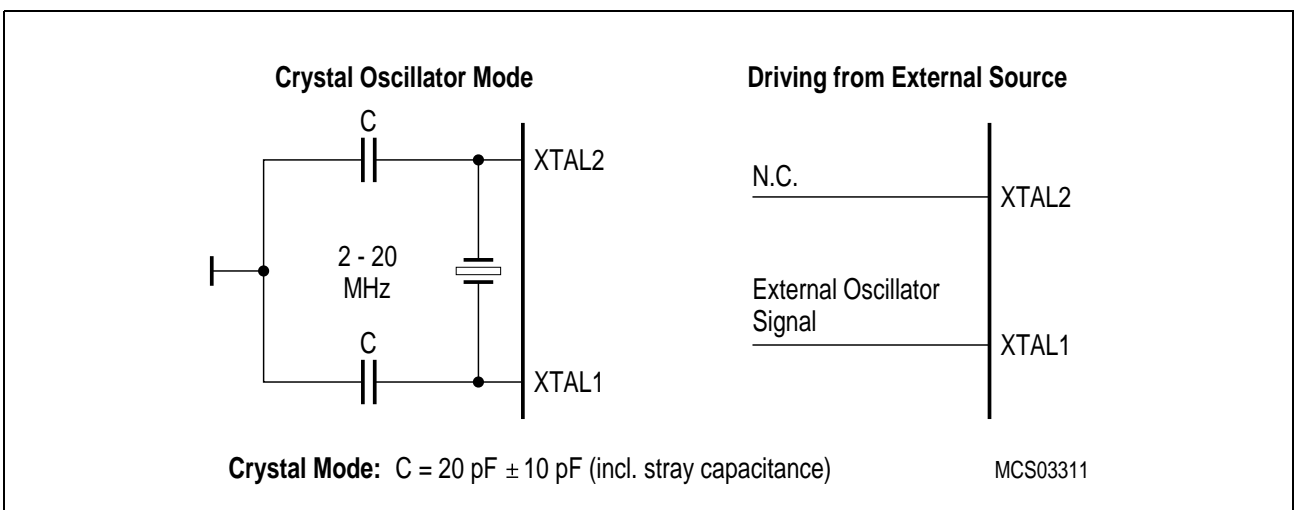 Crystal Oscillator Mode
Driving from External Source
C
XTAL2
2 - 20
MHz
C
XTAL1
N.C.
XTAL2
External Oscillator
Signal
XTAL1
Crystal Mode: C = 20 pF ± 10 pF (incl. stray capacitance)
MCS03311